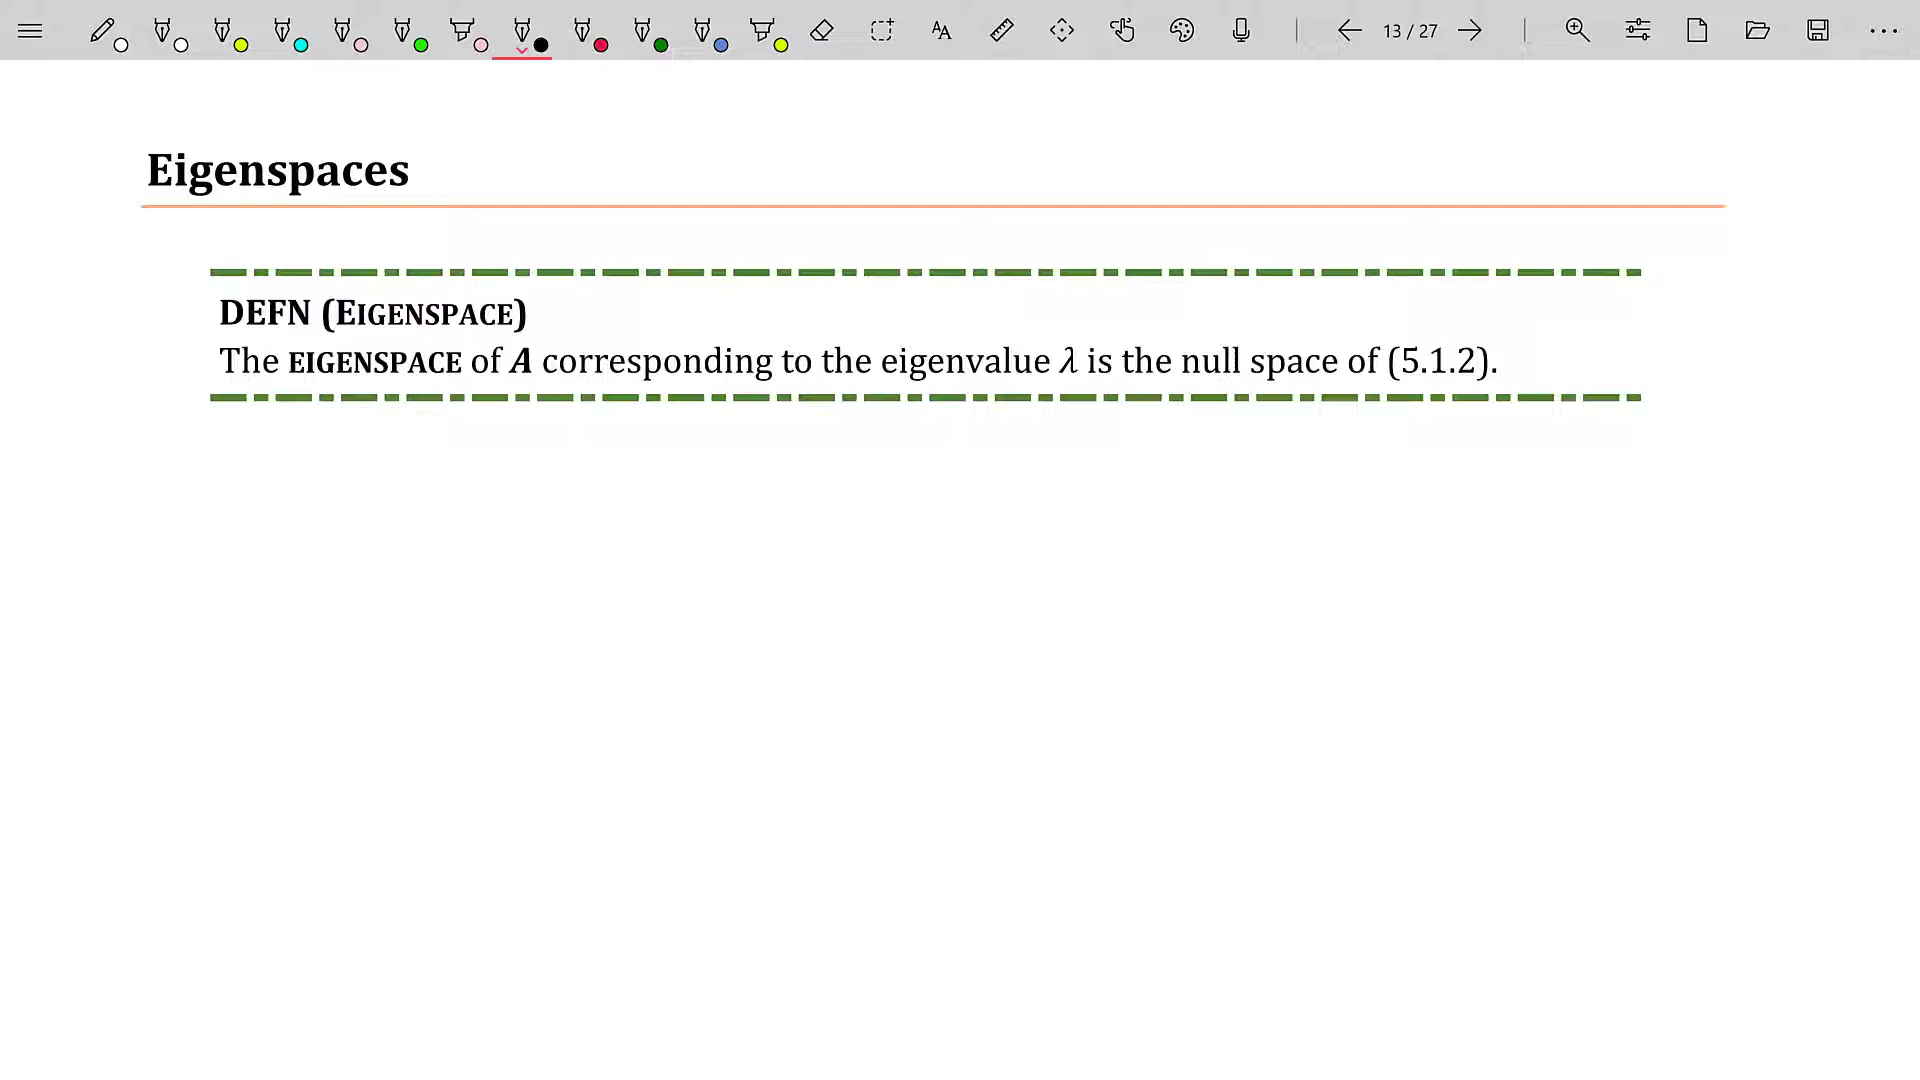 13 / 27
Eigenspaces
DEFN (EIGENSPACE)
The EIGENSPACE of A corresponding to the eigenvalue λ is the null space of (5.1.2).